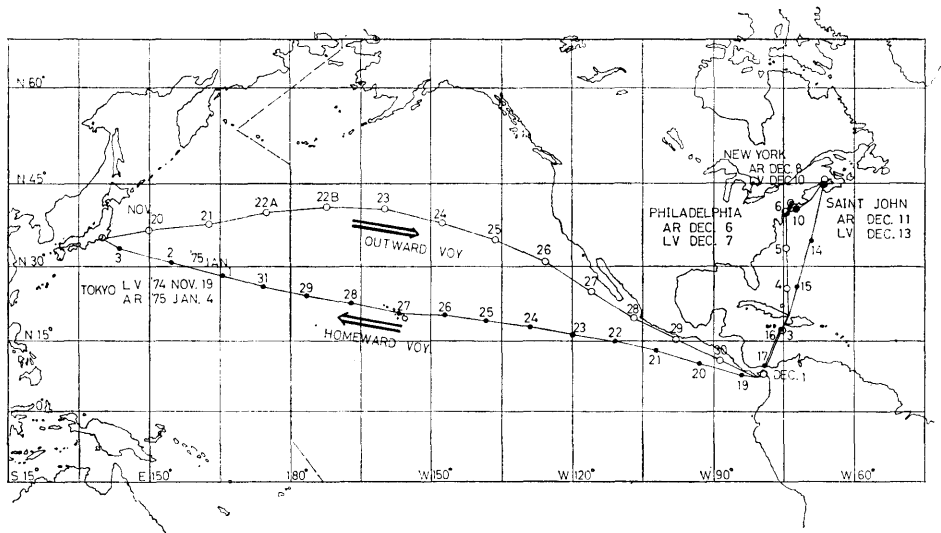 N 60°
NEW YORK
AR DEC. 8
LV DEC. 10
N 45°
22A
22B
23
NOV.
20
21
24
6
10
SAINT JOHN
AR DEC. 11
LV DEC. 13
PHILADELPHIA
AR DEC. 6
LV DEC. 7
OUTWARD VOY
25
5
14
3
2
'75 JAN. 1
26
N 30°
TOKYO LV '74 NOV. 19
AR '75 JAN. 4
31
29
28
27
26
25
24
23
22
21
20
19
27
28
29
30
4
15
HOMEWARD VOY.
N 15°
16
3
17
DEC. 1
0°
S 15°
E 150°
180°
W 150°
W 120°
W 90°
W 60°